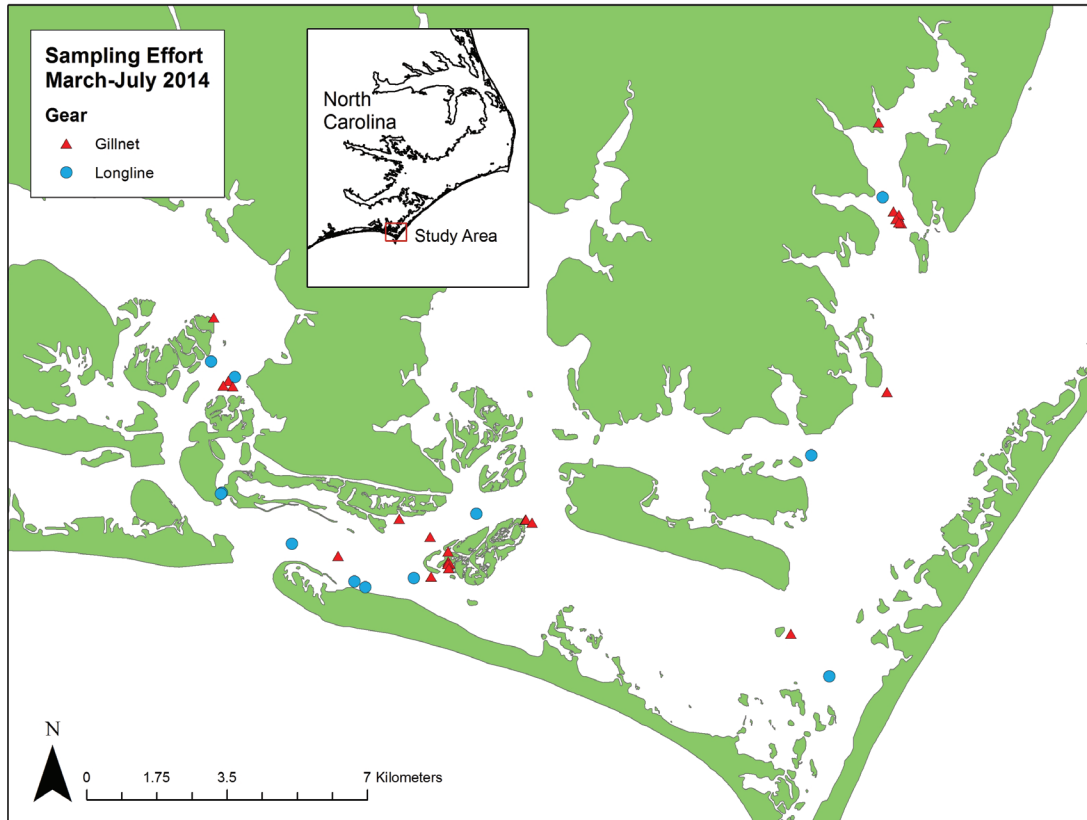 Sampling Effort
March-July 2014
Gear
Gillnet
Longline
North
Carolina
Study Area
N
0 1.75 3.5 7 Kilometers